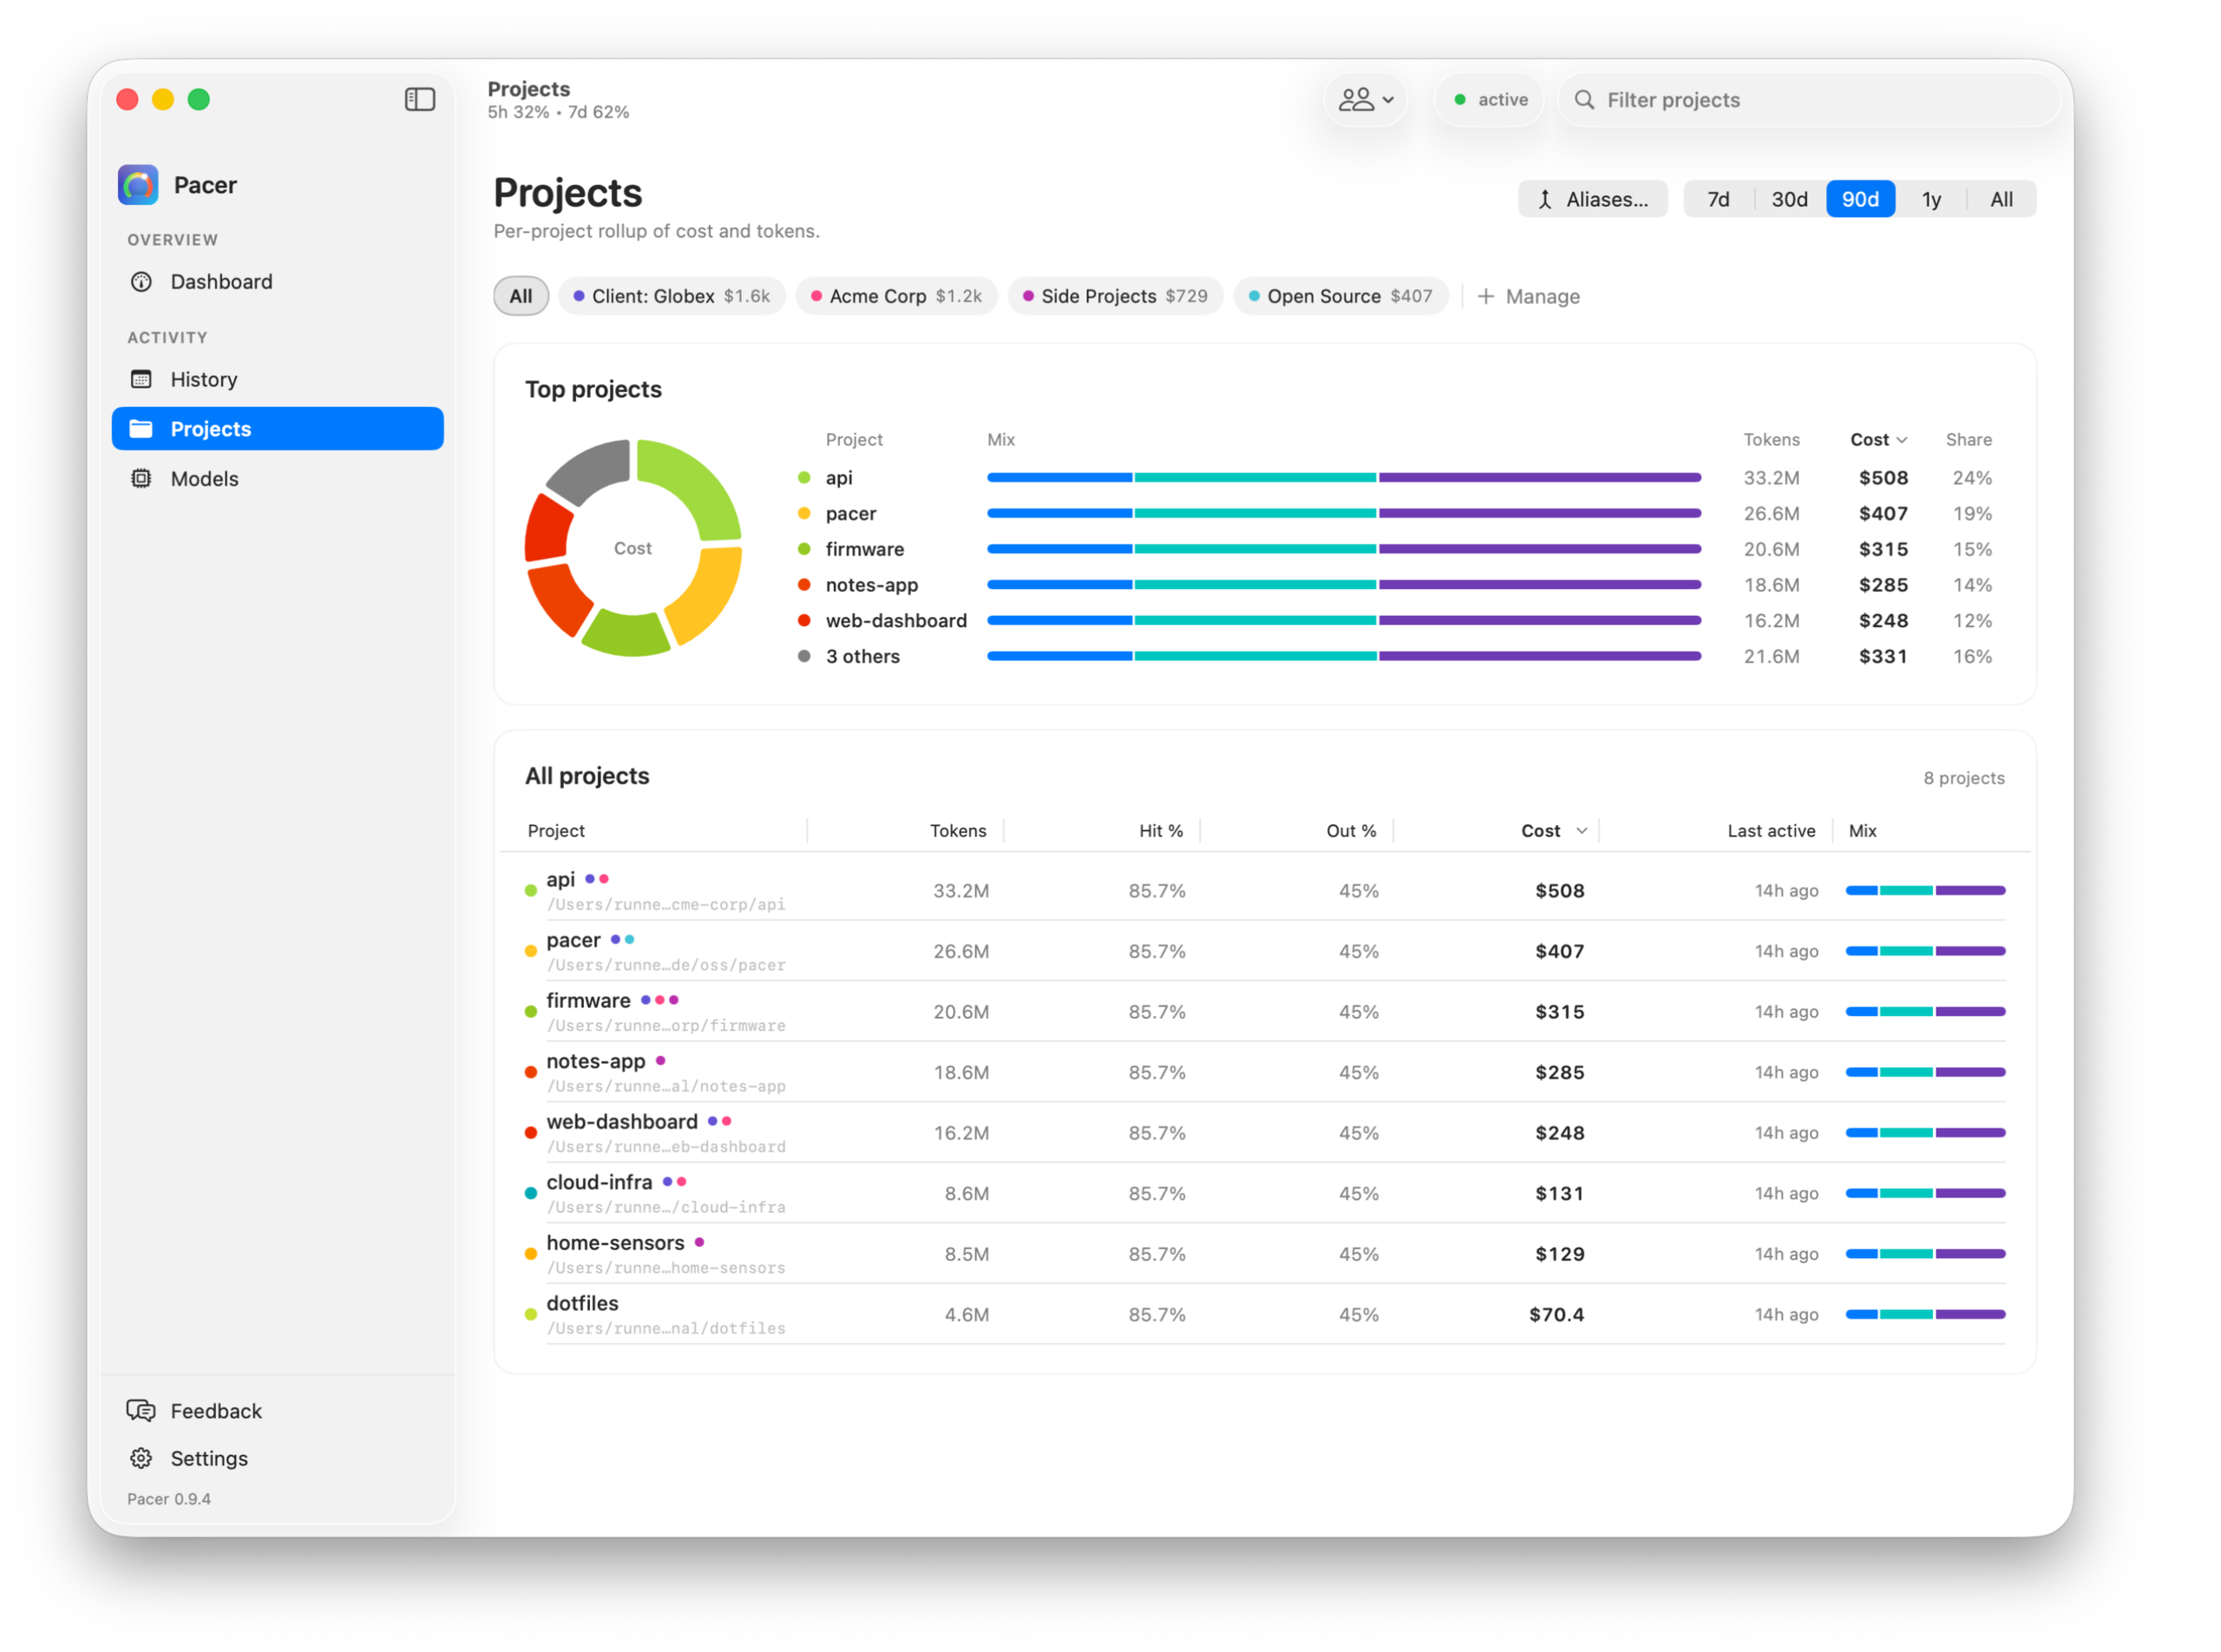 Projects
5h 32% • 7d 62%
active
Filter projects
Pacer
OVERVIEW
Dashboard
ACTIVITY
History
Projects
Models
Feedback
Settings
Pacer 0.9.4
Projects
Per-project rollup of cost and tokens.
Aliases...
7d 30d 90d 1y All
All Client: Globex $1.6k Acme Corp $1.2k Side Projects $729 Open Source $407 + Manage
Top projects
Cost
Project Mix Tokens Cost Share
api 33.2M $508 24%
pacer 26.6M $407 19%
firmware 20.6M $315 15%
notes-app 18.6M $285 14%
web-dashboard 16.2M $248 12%
3 others 21.6M $331 16%
All projects
8 projects
Project Tokens Hit % Out % Cost Last active Mix
api 33.2M 85.7% 45% $508 14h ago
/Users/runne…cme-corp/api
pacer 26.6M 85.7% 45% $407 14h ago
/Users/runne…de/oss/pacer
firmware 20.6M 85.7% 45% $315 14h ago
/Users/runne…orp/firmware
notes-app 18.6M 85.7% 45% $285 14h ago
/Users/runne…al/notes-app
web-dashboard 16.2M 85.7% 45% $248 14h ago
/Users/runne…eb-dashboard
cloud-infra 8.6M 85.7% 45% $131 14h ago
/Users/runne…/cloud-infra
home-sensors 8.5M 85.7% 45% $129 14h ago
/Users/runne…home-sensors
dotfiles 4.6M 85.7% 45% $70.4 14h ago
/Users/runne…nal/dotfiles